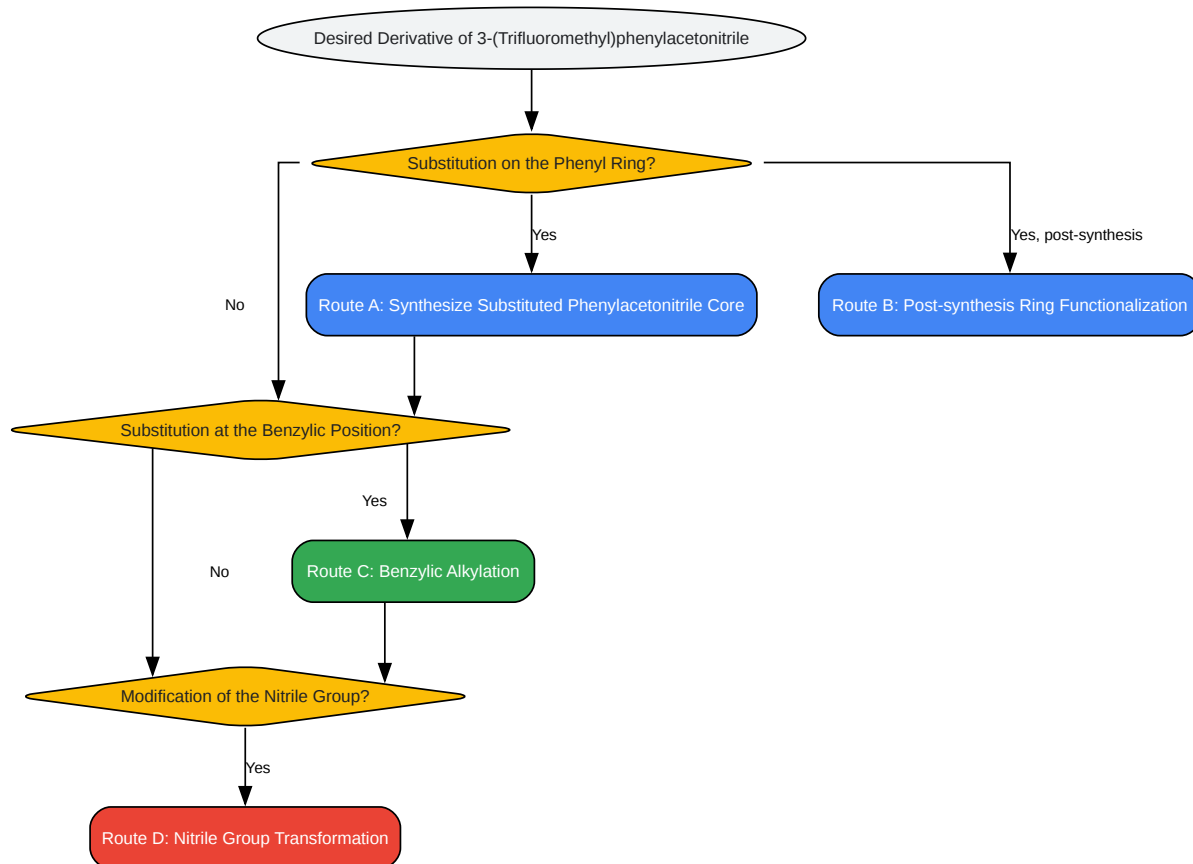 Desired Derivative of 3-(Trifluoromethyl)phenylacetonitrile
Substitution on the Phenyl Ring?
Yes
Yes, post-synthesis
No
Route A: Synthesize Substituted Phenylacetonitrile Core
Route B: Post-synthesis Ring Functionalization
Substitution at the Benzylic Position?
Yes
No
Route C: Benzylic Alkylation
Modification of the Nitrile Group?
Yes
Route D: Nitrile Group Transformation